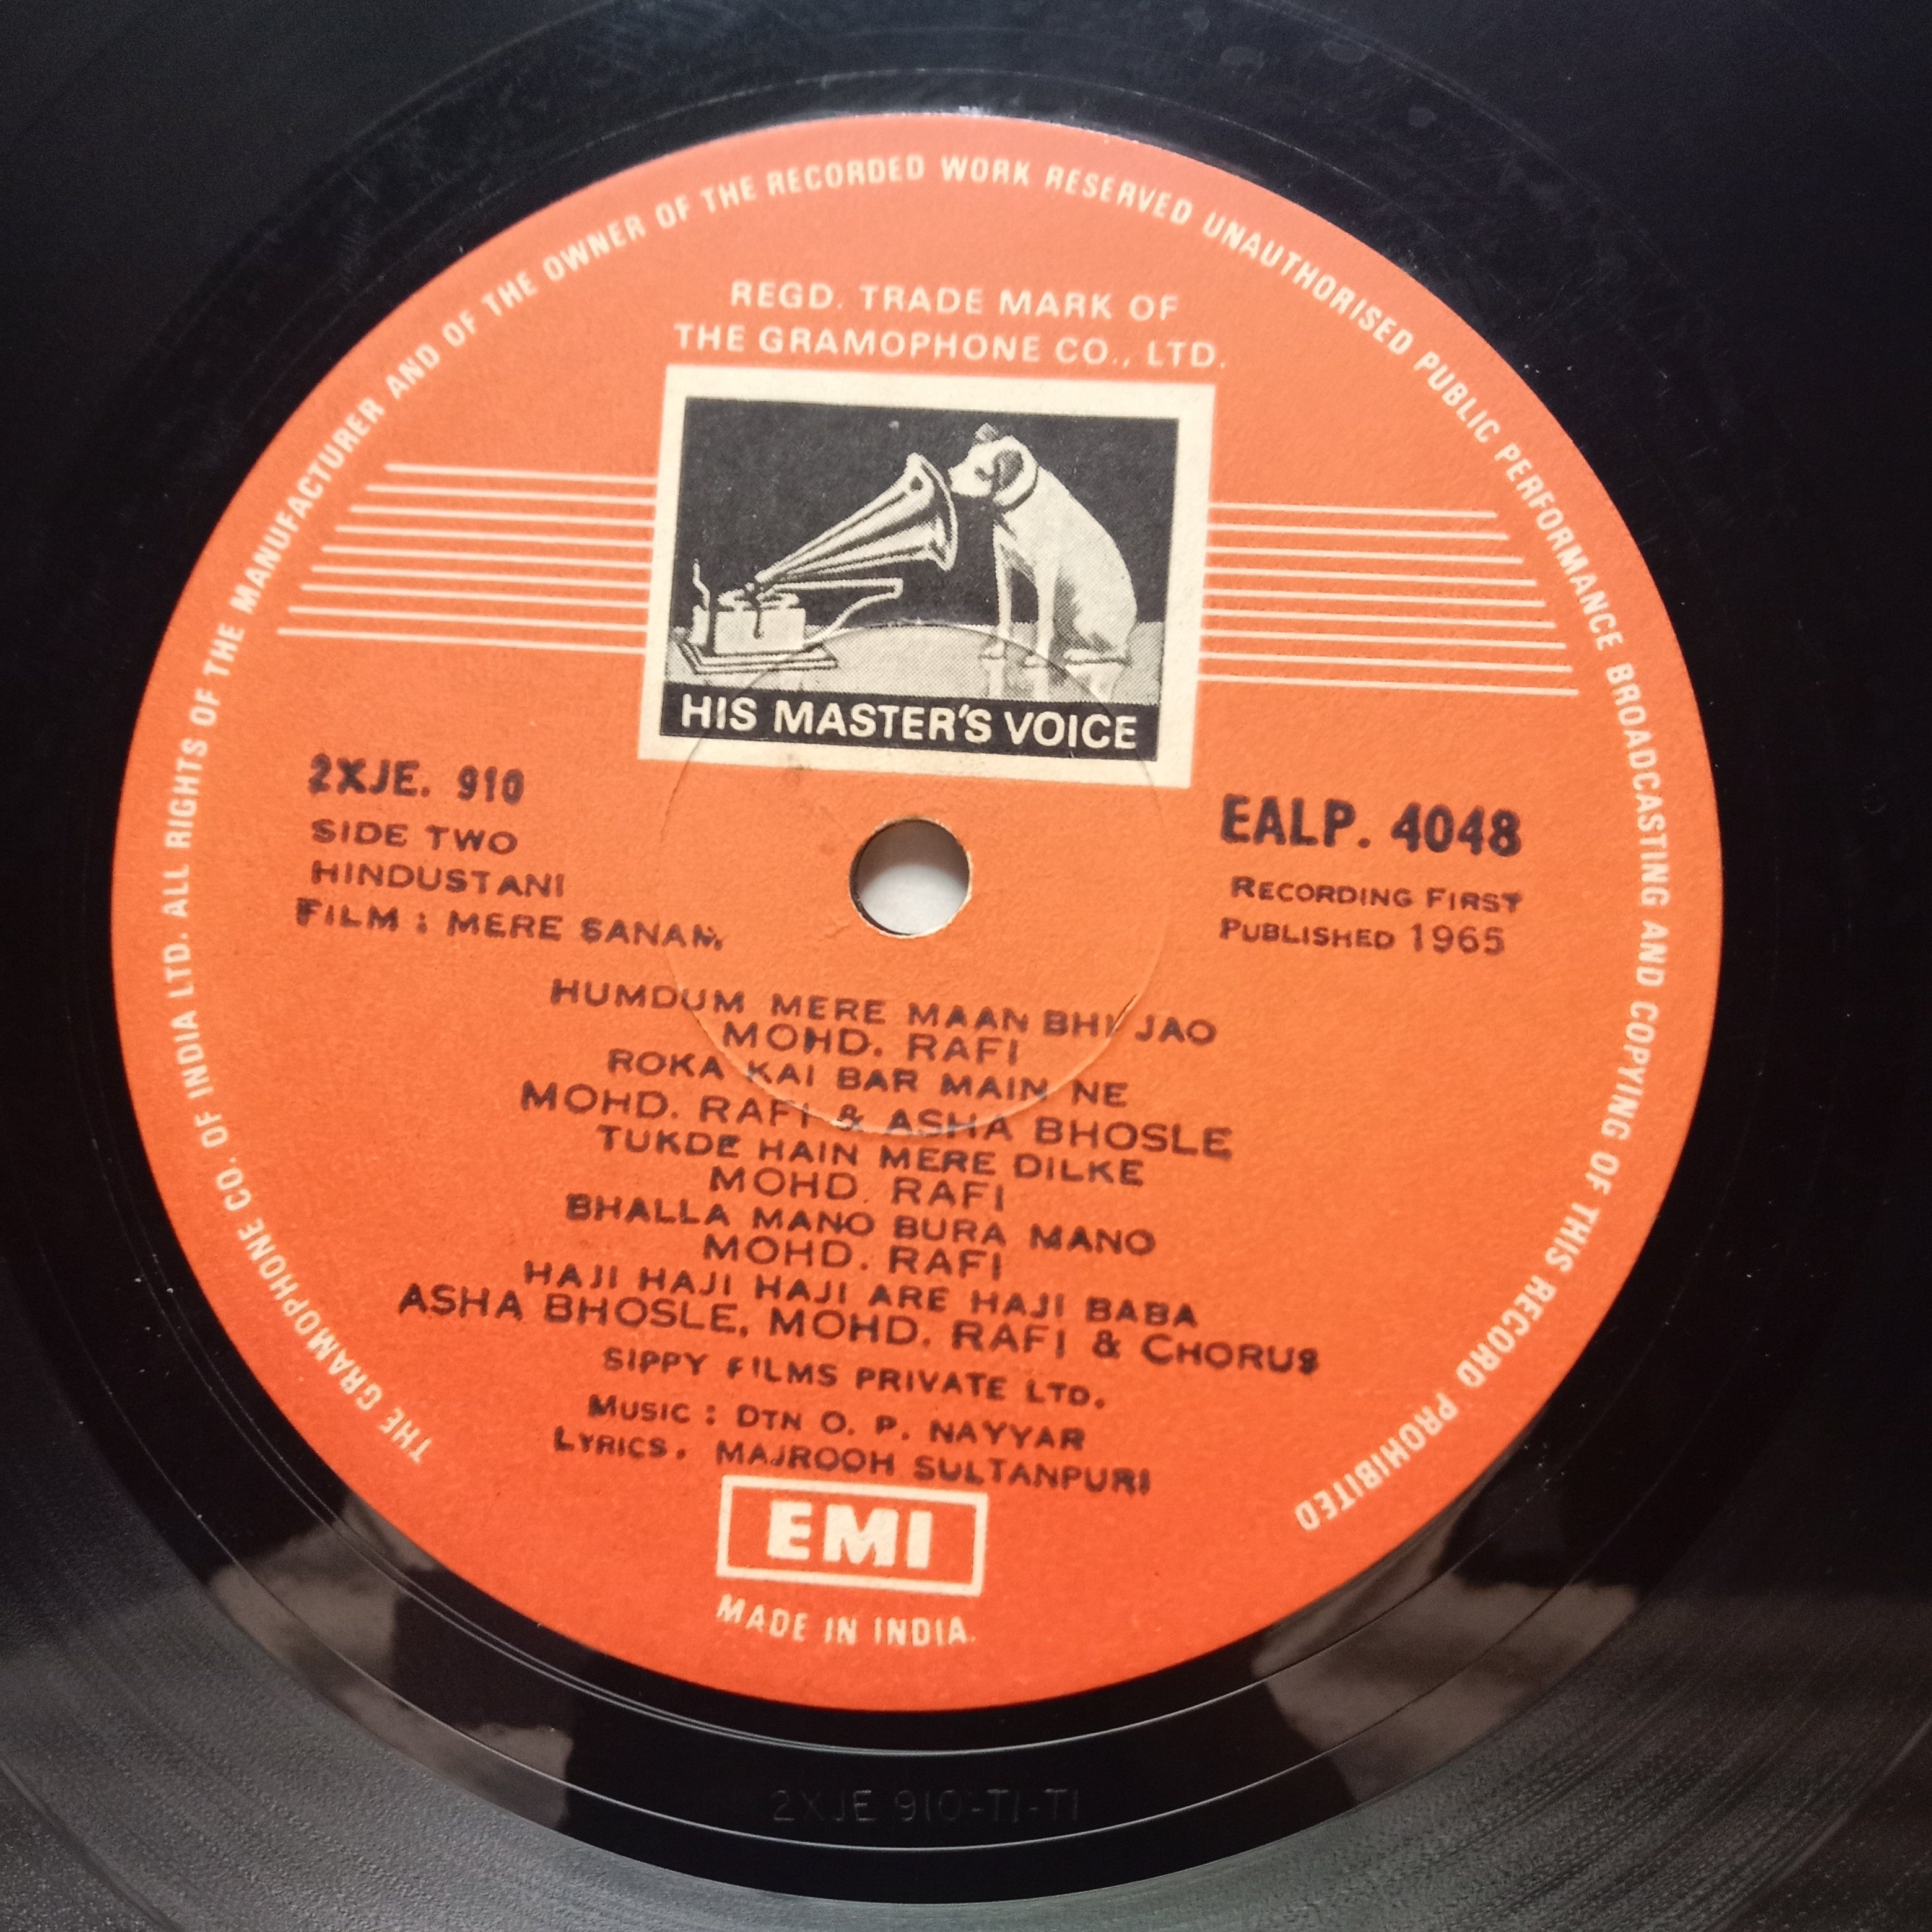 THE GRAMOPHONE CO. OF INDIA LTD. ALL RIGHTS OF THE MANUFACTURER AND OF THE OWNER OF THE RECORDED WORK RESERVED UNAUTHORISED PUBLIC PERFORMANCE BROADCASTING AND COPYING OF THIS RECORD PROHIBITED
REGD. TRADE MARK OF
THE GRAMOPHONE CO., LTD.
HIS MASTER'S VOICE
2XJE. 910
SIDE TWO
HINDUSTANI
FILM : MERE SANAM
EALP. 4048
RECORDING FIRST
PUBLISHED 1965
HUMDUM MERE MAAN BHI JAO
MOHD. RAFI
ROKA KAI BAR MAIN NE
MOHD. RAFI & ASHA BHOSLE
TUKDE HAIN MERE DILKE
MOHD. RAFI
BHALLA MANO BURA MANO
MOHD. RAFI
HAJI HAJI HAJI ARE HAJI BABA
ASHA BHOSLE, MOHD. RAFI & CHORUS
SIPPY FILMS PRIVATE LTD.
MUSIC : DTN O. P. NAYYAR
LYRICS. MAJROOH SULTANPURI
EMI
MADE IN INDIA.
2XJE 910-T1-T1